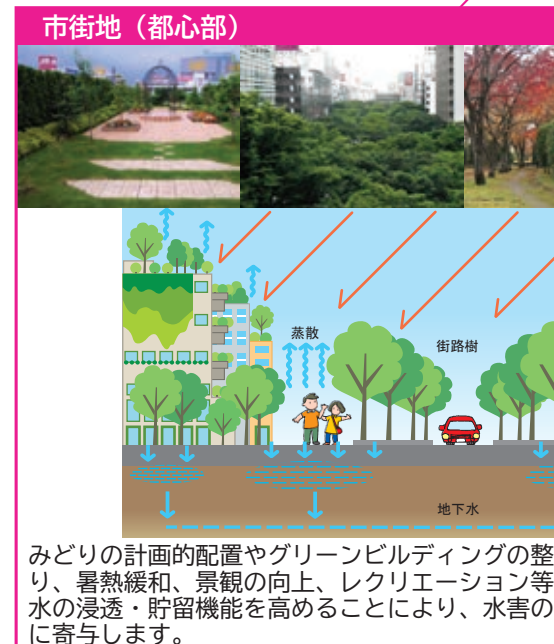 市街地（都心部）
蒸散
街路樹
地下水
みどりの計画的配置やグリーンビルディングの整
り、暑熱緩和、景観の向上、レクリエーション等
水の浸透・貯留機能を高めることにより、水害の
に寄与します。